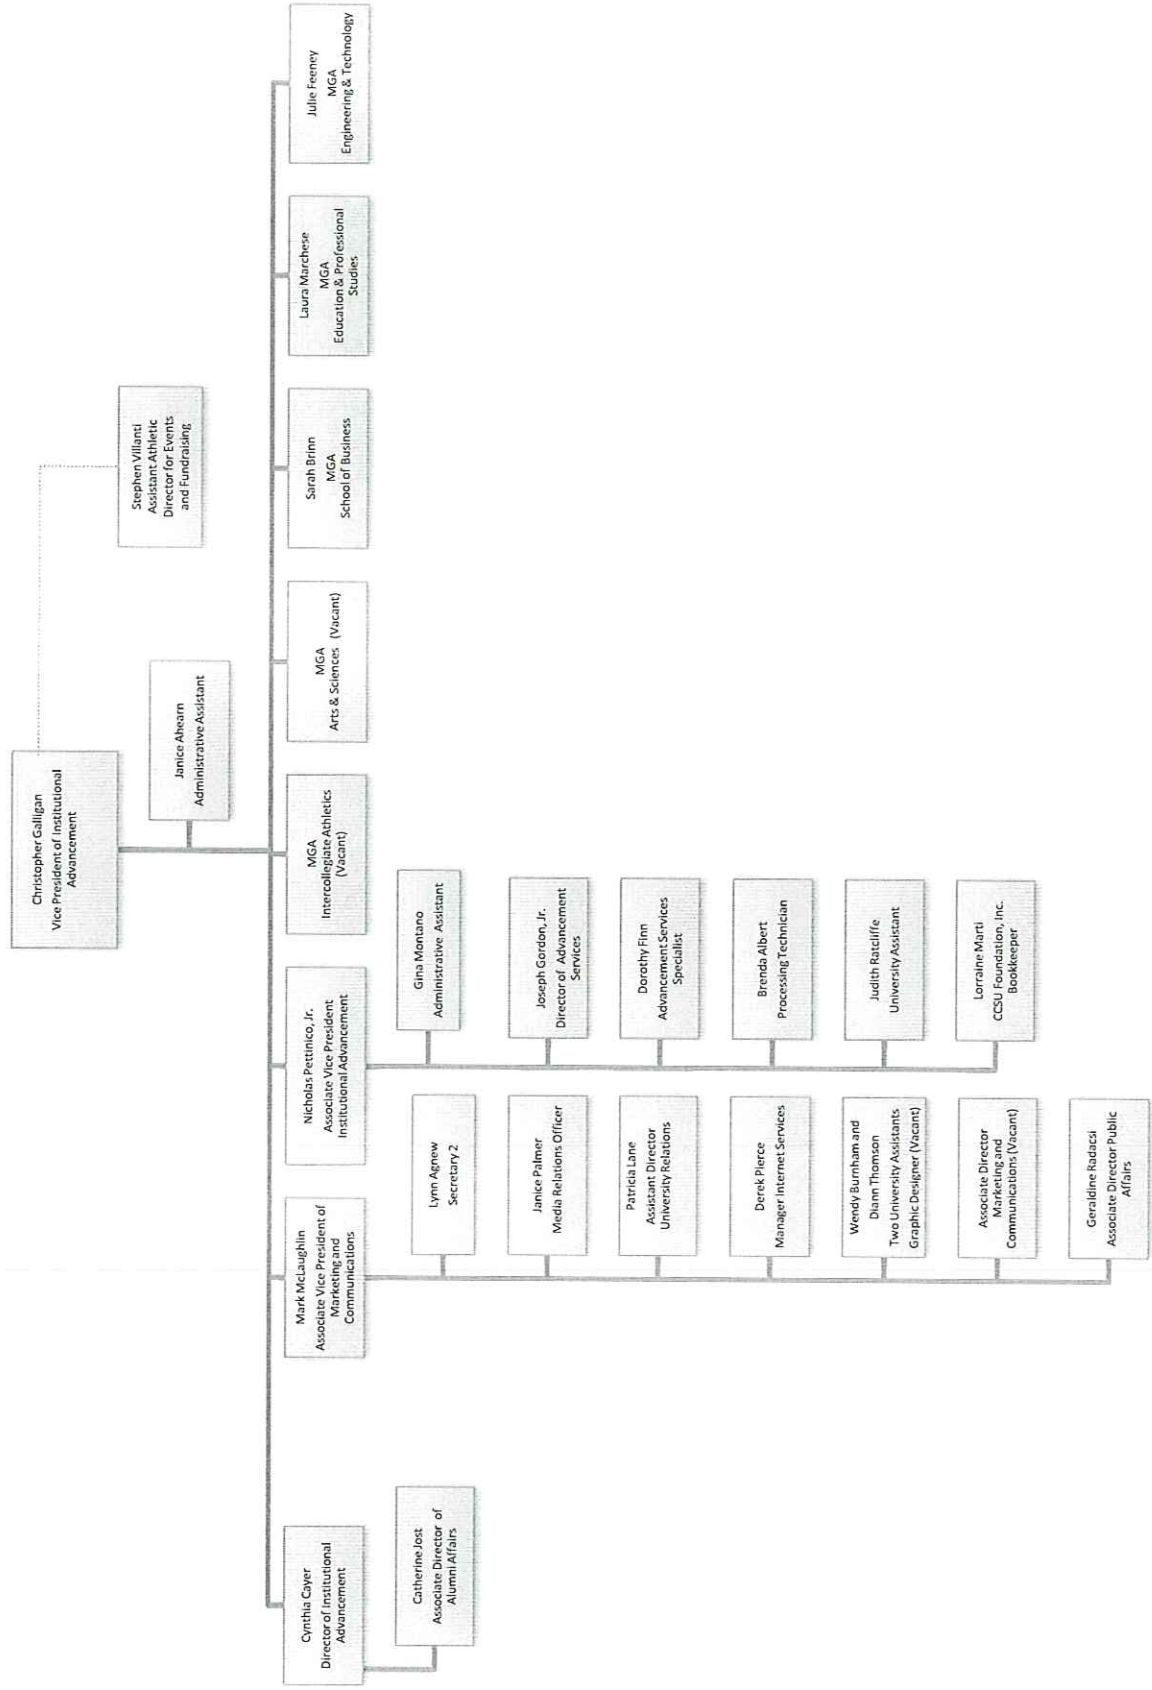 Christopher Galligan
Vice President of Institutional
Advancement
Stephen Villanti
Assistant Athletic
Director for Events
and Fundraising
Janice Ahearn
Administrative Assistant
Cynthia Cayer
Director of Institutional
Advancement
Mark McLaughlin
Associate Vice President of
Marketing and
Communications
Nicholas Pettinico, Jr.
Associate Vice President
Institutional Advancement
MGA
Intercollegiate Athletics
(Vacant)
MGA
Arts & Sciences (Vacant)
Sarah Brinn
MGA
School of Business
Laura Marchese
MGA
Education & Professional
Studies
Julie Feeney
MGA
Engineering & Technology
Catherine Jost
Associate Director of
Alumni Affairs
Lynn Agnew
Secretary 2
Janice Palmer
Media Relations Officer
Patricia Lane
Assistant Director
University Relations
Derek Pierce
Manager Internet Services
Wendy Burnham and
Diann Thomson
Two University Assistants
Graphic Designer (Vacant)
Associate Director
Marketing and
Communications (Vacant)
Geraldine Radacsi
Associate Director Public
Affairs
Gina Montano
Administrative Assistant
Joseph Gordon, Jr.
Director of Advancement
Services
Dorothy Finn
Advancement Services
Specialist
Brenda Albert
Processing Technician
Judith Ratcliffe
University Assistant
Lorraine Marti
CCSU Foundation, Inc.
Bookkeeper